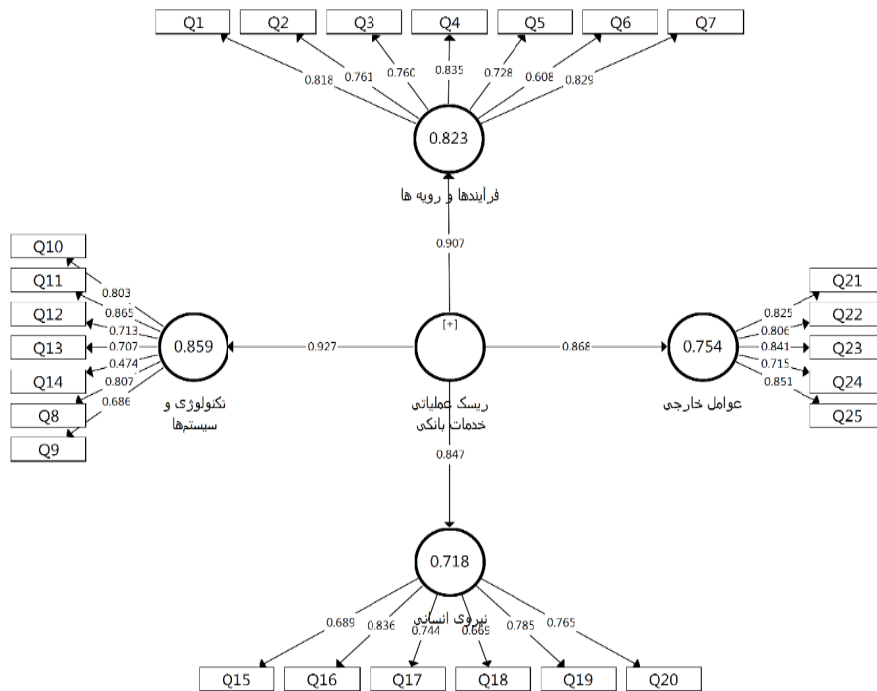 Q1 Q2 Q3 Q4 Q5 Q6 Q7
0.818 0.761 0.760 0.835 0.728 0.608 0.829
0.823
فرآیندها و رویه ها
0.907
Q10
Q11
Q12
Q13
Q14
Q8
Q9
0.803
0.865
0.713
0.707
0.474
0.807
0.686
0.859
تکنولوژی و
سیستم‌ها
0.927
[+]
ریسک عملیاتی
خدمات بانکی
0.868
0.754
عوامل خارجی
0.825
0.806
0.841
0.715
0.851
Q21
Q22
Q23
Q24
Q25
0.847
0.718
نیروی انسانی
0.689 0.836 0.744 0.669 0.785 0.765
Q15 Q16 Q17 Q18 Q19 Q20